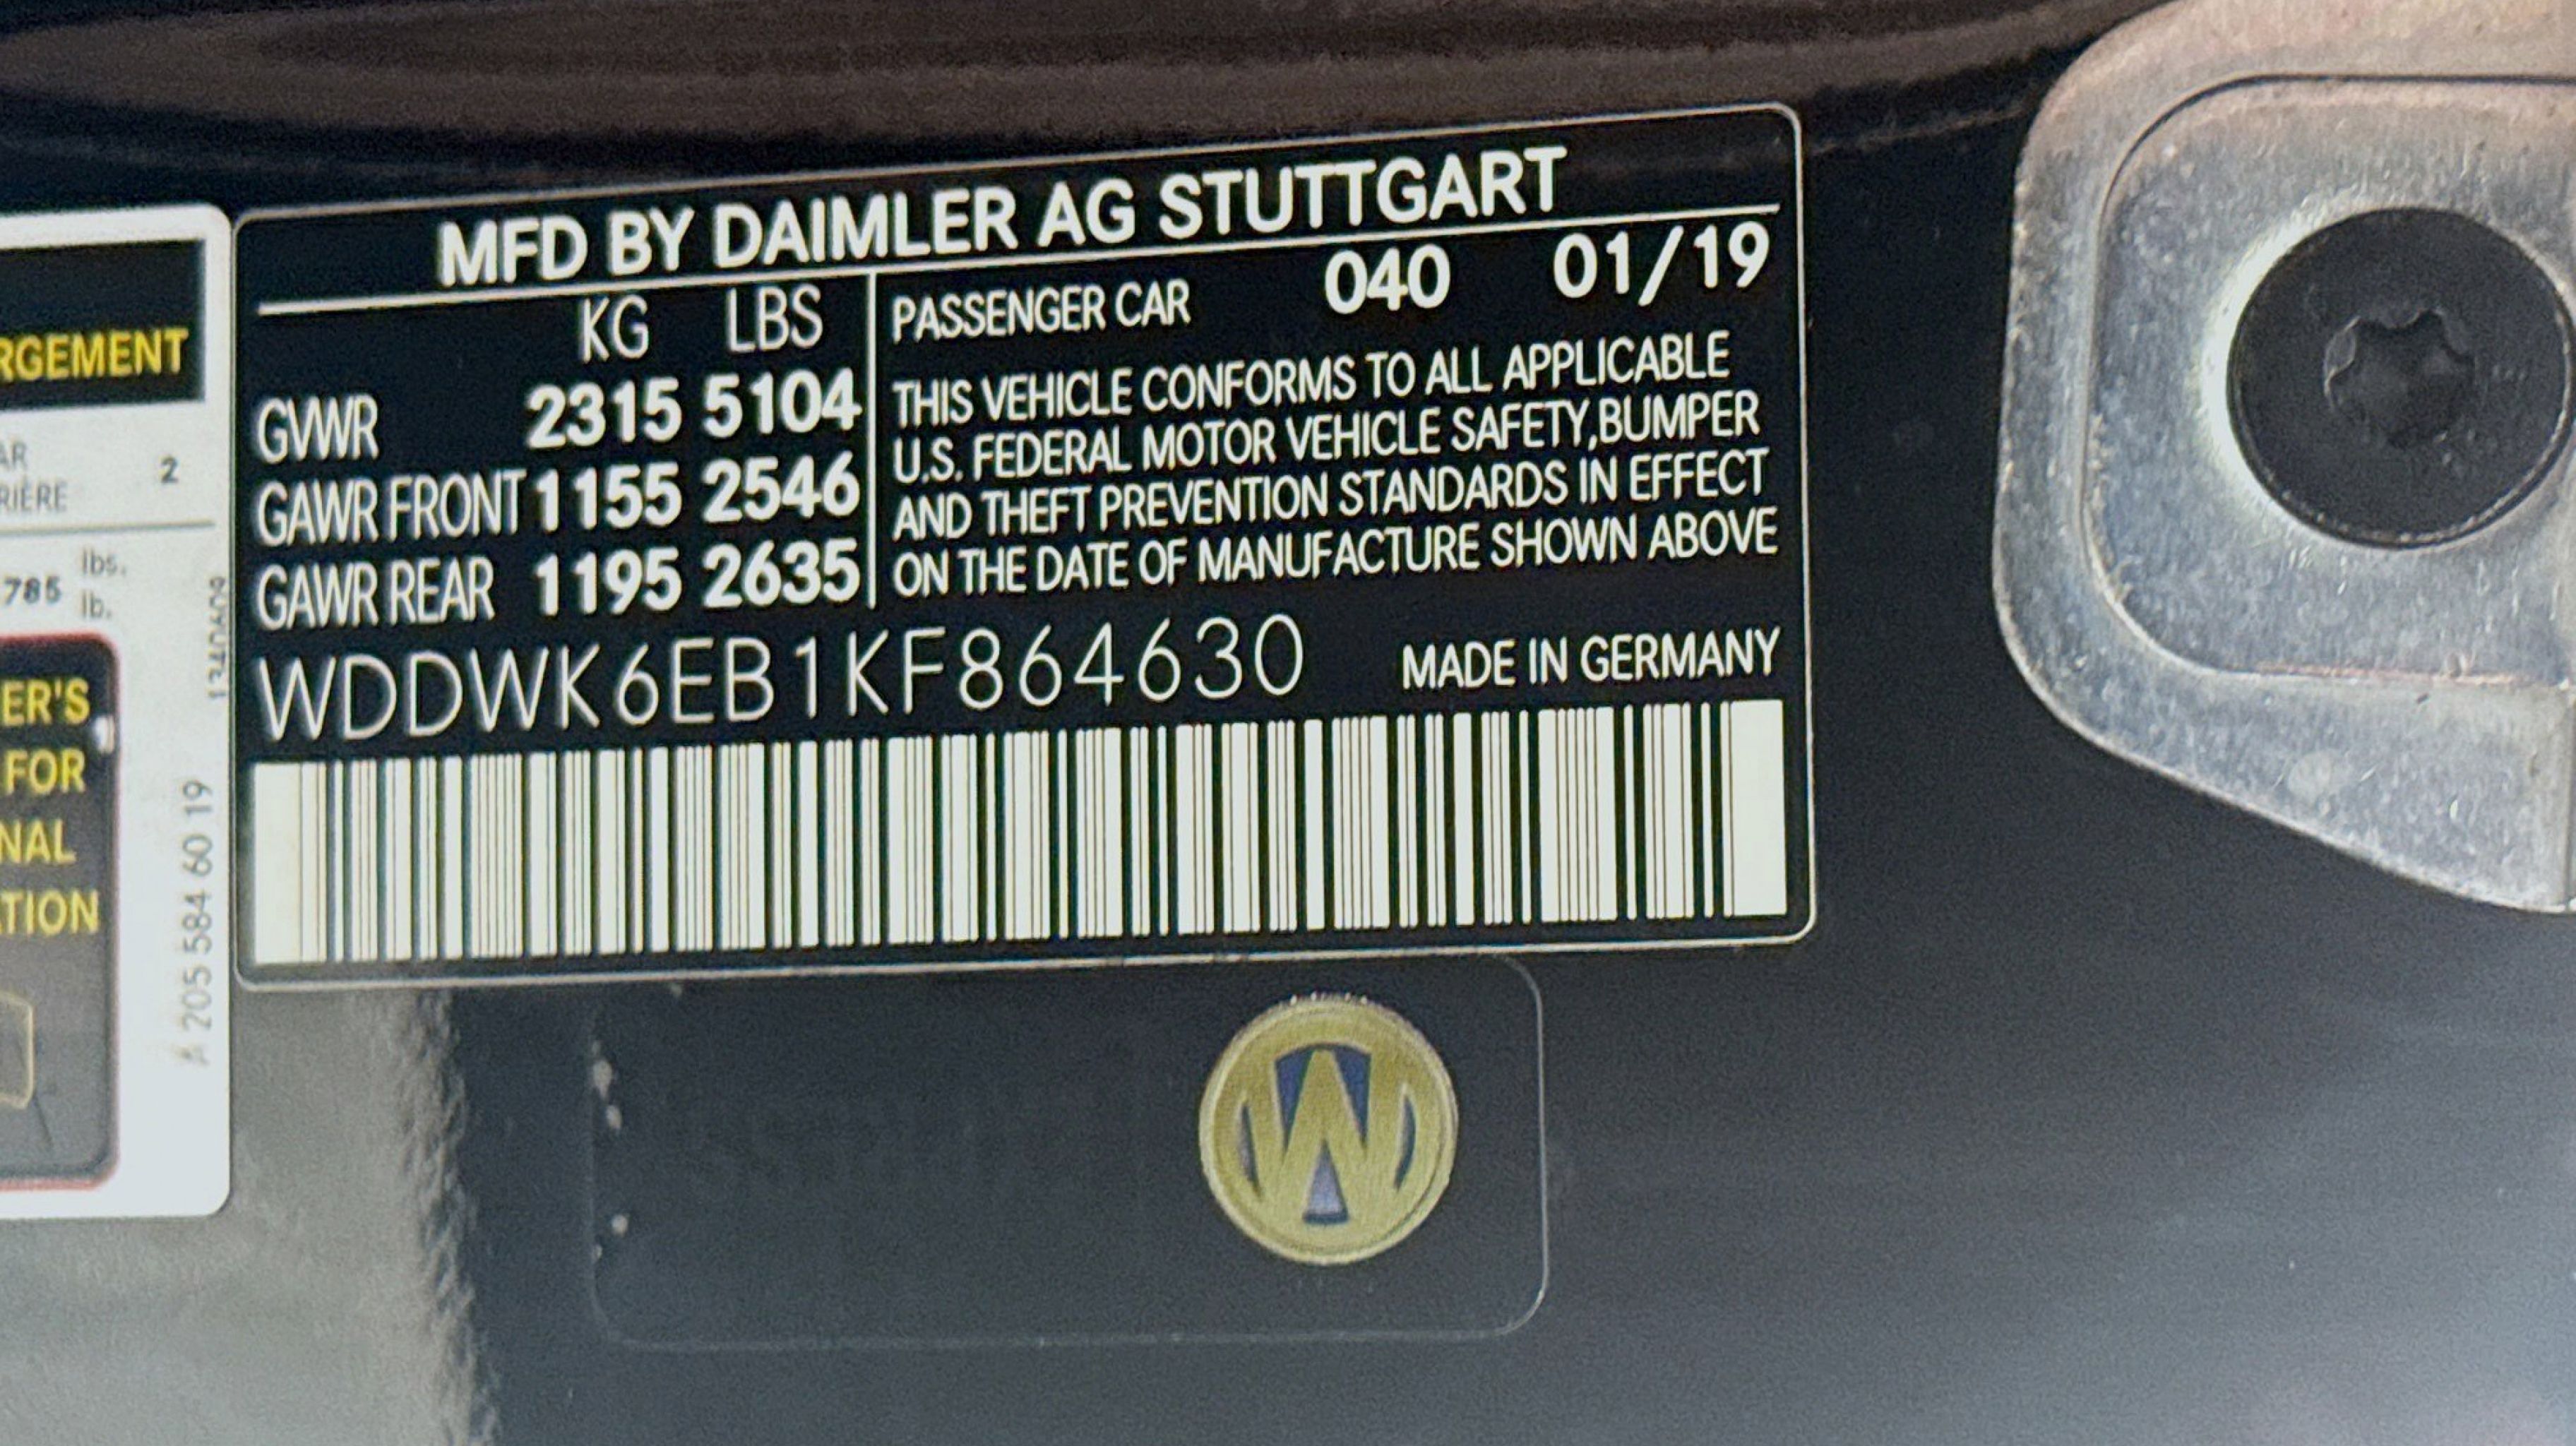 MFD BY DAIMLER AG STUTTGART
KG LBS
GVWR 2315 5104
GAWR FRONT 1155 2546
GAWR REAR 1195 2635
PASSENGER CAR 040 01/19
THIS VEHICLE CONFORMS TO ALL APPLICABLE
U.S. FEDERAL MOTOR VEHICLE SAFETY,BUMPER
AND THEFT PREVENTION STANDARDS IN EFFECT
ON THE DATE OF MANUFACTURE SHOWN ABOVE
WDDWK6EB1KF864630 MADE IN GERMANY
RGEMENT
AR 2
RIÈRE
785 lbs.
lb.
ER'S
FOR
NAL
TION
A 205 584 60 19
W